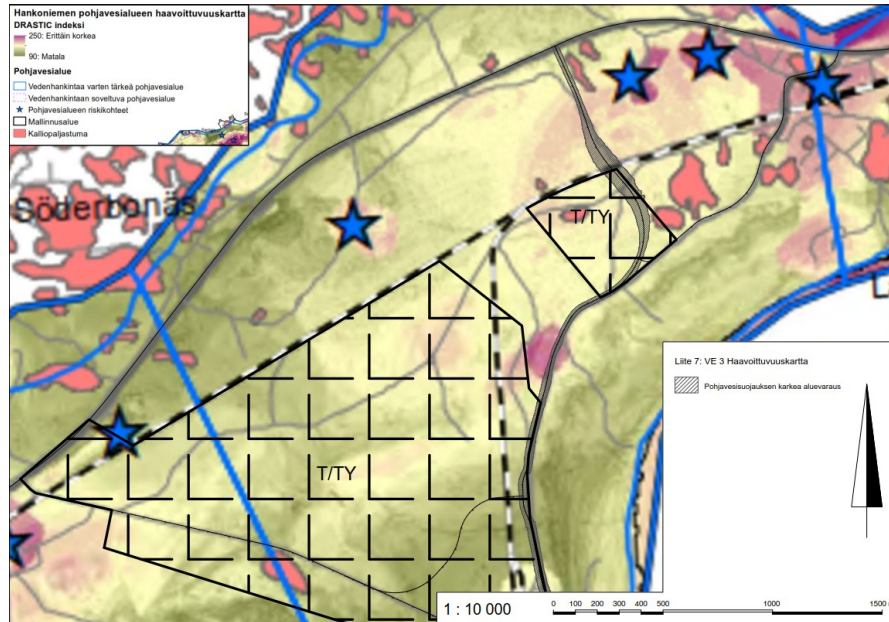 Hankoniemen pohjavesialueen haavoittuvuuskartta
DRASTIC indeksi
250: Erittäin korkea
90: Matala
Pohjavesialue
Vedenhankintaa varten tärkeä pohjavesialue
Vedenhankintaan soveltuva pohjavesialue
Pohjavesialueen riskikohteet
Mallinnusalue
Kalliopaljastuma
Söderbonäs
T/TY
T/TY
Liite 7: VE 3 Haavoittuvuuskartta
Pohjavesisuojauksen karkea aluevaraus
1 : 10 000
0 100 200 300 400 500 1000 1500